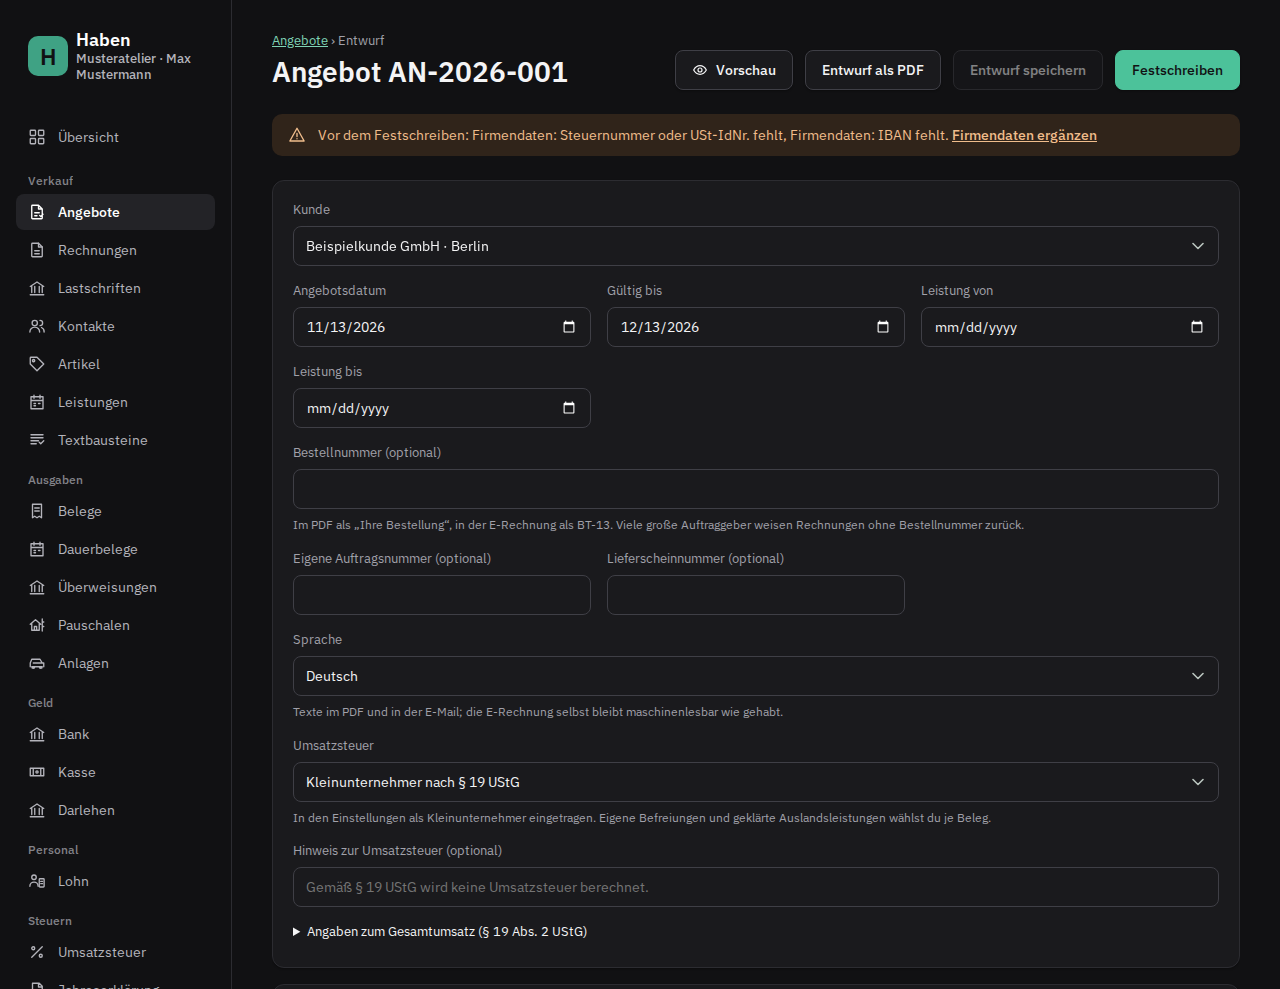 H
Haben
Musteratelier · Max
Mustermann
Übersicht
Verkauf
Angebote
Rechnungen
Lastschriften
Kontakte
Artikel
Leistungen
Textbausteine
Ausgaben
Belege
Dauerbelege
Überweisungen
Pauschalen
Anlagen
Geld
Bank
Kasse
Darlehen
Personal
Lohn
Steuern
Umsatzsteuer
Jahreserklärung
Angebote › Entwurf
Angebot AN-2026-001
Vorschau
Entwurf als PDF
Entwurf speichern
Festschreiben
Vor dem Festschreiben: Firmendaten: Steuernummer oder USt-IdNr. fehlt, Firmendaten: IBAN fehlt. Firmendaten ergänzen
Kunde
Beispielkunde GmbH · Berlin
Angebotsdatum
Gültig bis
Leistung von
11/13/2026
12/13/2026
mm/dd/yyyy
Leistung bis
mm/dd/yyyy
Bestellnummer (optional)
Im PDF als „Ihre Bestellung“, in der E-Rechnung als BT-13. Viele große Auftraggeber weisen Rechnungen ohne Bestellnummer zurück.
Eigene Auftragsnummer (optional)
Lieferscheinnummer (optional)
Sprache
Deutsch
Texte im PDF und in der E-Mail; die E-Rechnung selbst bleibt maschinenlesbar wie gehabt.
Umsatzsteuer
Kleinunternehmer nach § 19 UStG
In den Einstellungen als Kleinunternehmer eingetragen. Eigene Befreiungen und geklärte Auslandsleistungen wählst du je Beleg.
Hinweis zur Umsatzsteuer (optional)
Gemäß § 19 UStG wird keine Umsatzsteuer berechnet.
Angaben zum Gesamtumsatz (§ 19 Abs. 2 UStG)